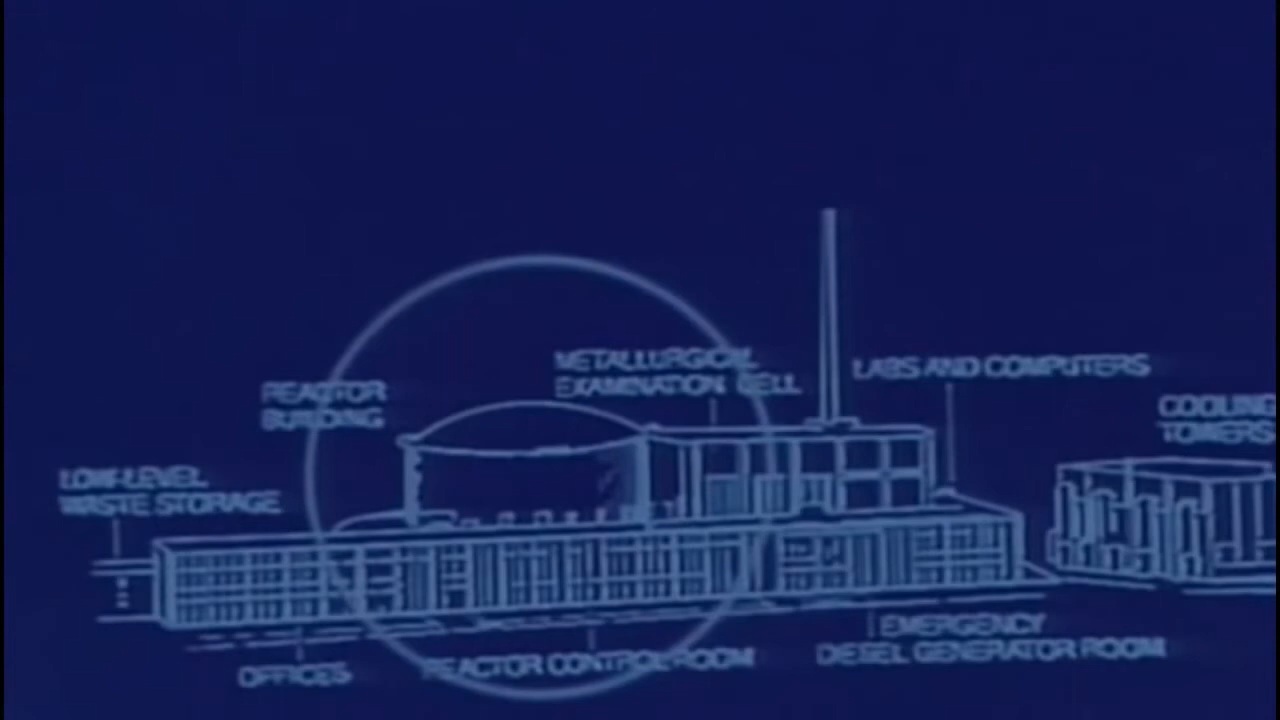 METALLURGICAL
EXAMINATION CELL
LABS AND COMPUTERS
REACTOR
BUILDING
COOLING
TOWERS
LOW-LEVEL
WASTE STORAGE
EMERGENCY
DIESEL GENERATOR ROOM
OFFICES
REACTOR CONTROL ROOM